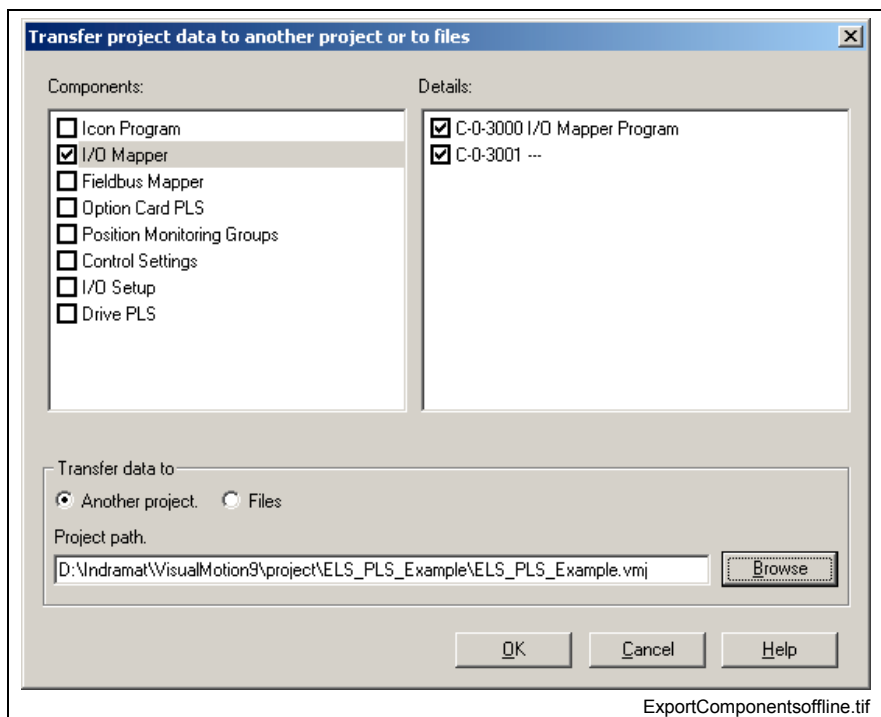 Transfer project data to another project or to files
Components:
Details:
Icon Program
I/O Mapper
Fieldbus Mapper
Option Card PLS
Position Monitoring Groups
Control Settings
I/O Setup
Drive PLS
C-0-3000 I/O Mapper Program
C-0-3001 ---
Transfer data to
Another project. Files
Project path.
D:\Indramat\VisualMotion9\project\ELS_PLS_Example\ELS_PLS_Example.vmj
Browse
OK Cancel Help
ExportComponentsoffline.tif